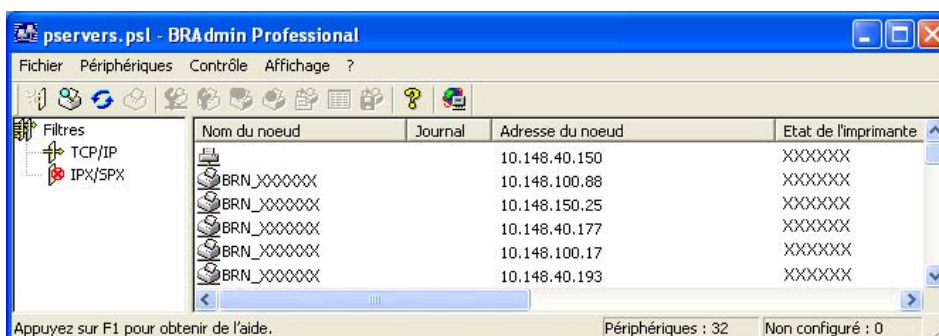 pservers.psl - BRAdmin Professional
Fichier Périphériques Contrôle Affichage ?
Filtres
TCP/IP
IPX/SPX
Nom du noeud Journal Adresse du noeud Etat de l'imprimante
10.148.40.150 XXXXXX
BRN_XXXXXX 10.148.100.88 XXXXXX
BRN_XXXXXX 10.148.150.25 XXXXXX
BRN_XXXXXX 10.148.40.177 XXXXXX
BRN_XXXXXX 10.148.100.17 XXXXXX
BRN_XXXXXX 10.148.40.193 XXXXXX
Appuyez sur F1 pour obtenir de l'aide. Périphériques : 32 Non configuré : 0